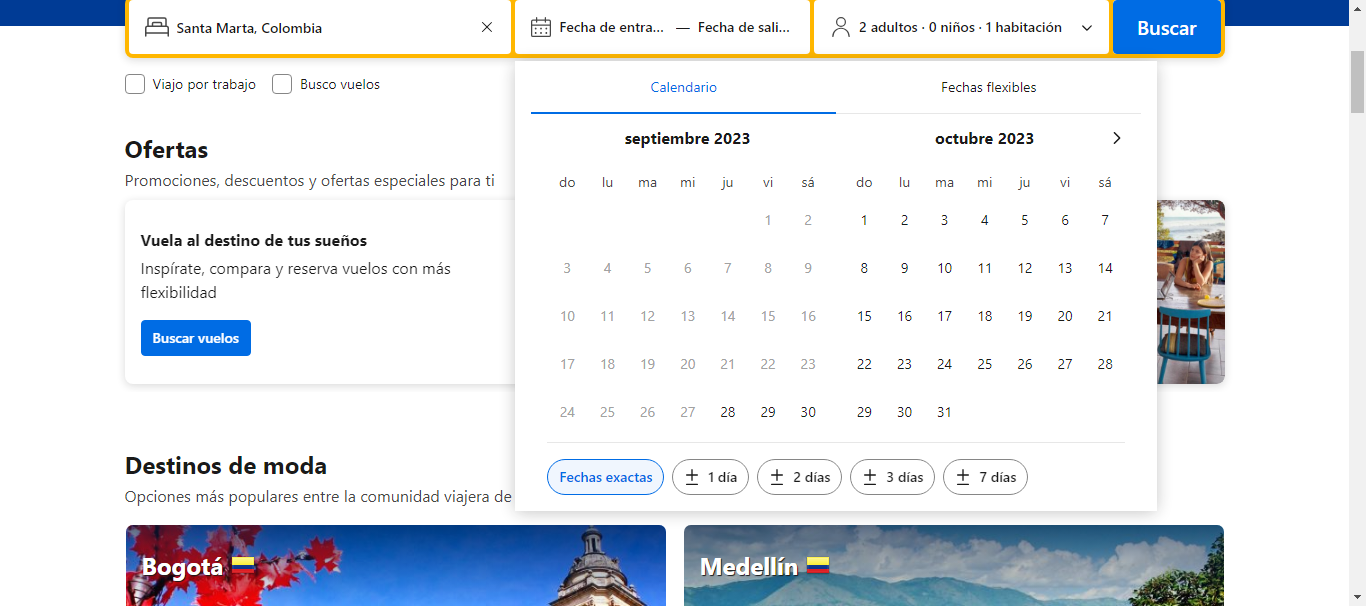 Santa Marta, Colombia
Fecha de entra... — Fecha de sali...
2 adultos · 0 niños · 1 habitación
Buscar
Viajo por trabajo
Busco vuelos
Calendario
Fechas flexibles
septiembre 2023
do lu ma mi ju vi sá
1 2
3 4 5 6 7 8 9
10 11 12 13 14 15 16
17 18 19 20 21 22 23
24 25 26 27 28 29 30
octubre 2023
do lu ma mi ju vi sá
1 2 3 4 5 6 7
8 9 10 11 12 13 14
15 16 17 18 19 20 21
22 23 24 25 26 27 28
29 30 31
Fechas exactas
± 1 día
± 2 días
± 3 días
± 7 días
Ofertas
Promociones, descuentos y ofertas especiales para ti
Vuela al destino de tus sueños
Inspírate, compara y reserva vuelos con más
flexibilidad
Buscar vuelos
Destinos de moda
Opciones más populares entre la comunidad viajera de
Bogotá
Medellín